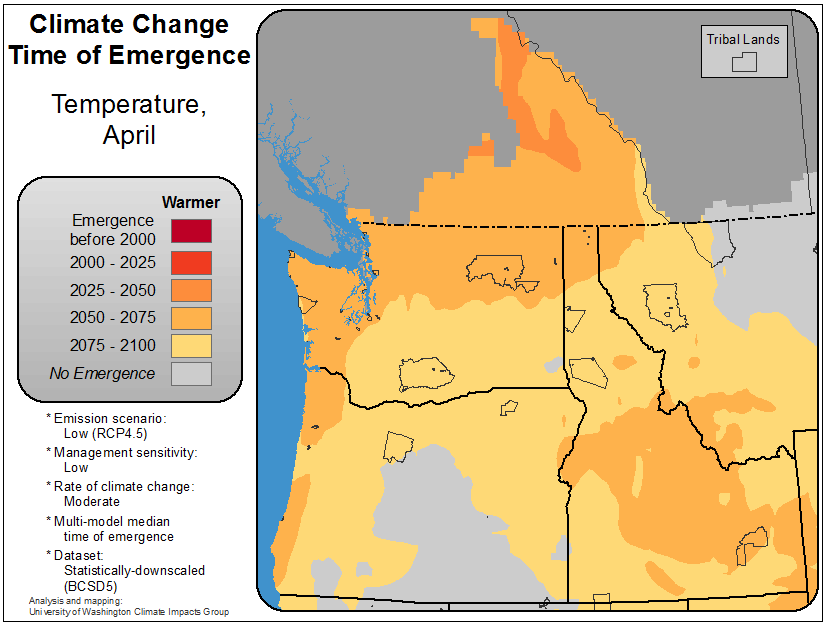 Climate Change
Time of Emergence
Temperature,
April
Warmer
Emergence
before 2000
2000 - 2025
2025 - 2050
2050 - 2075
2075 - 2100
No Emergence
* Emission scenario:
Low (RCP4.5)
* Management sensitivity:
Low
* Rate of climate change:
Moderate
* Multi-model median
time of emergence
* Dataset:
Statistically-downscaled
(BCSD5)
Analysis and mapping:
University of Washington Climate Impacts Group
Tribal Lands